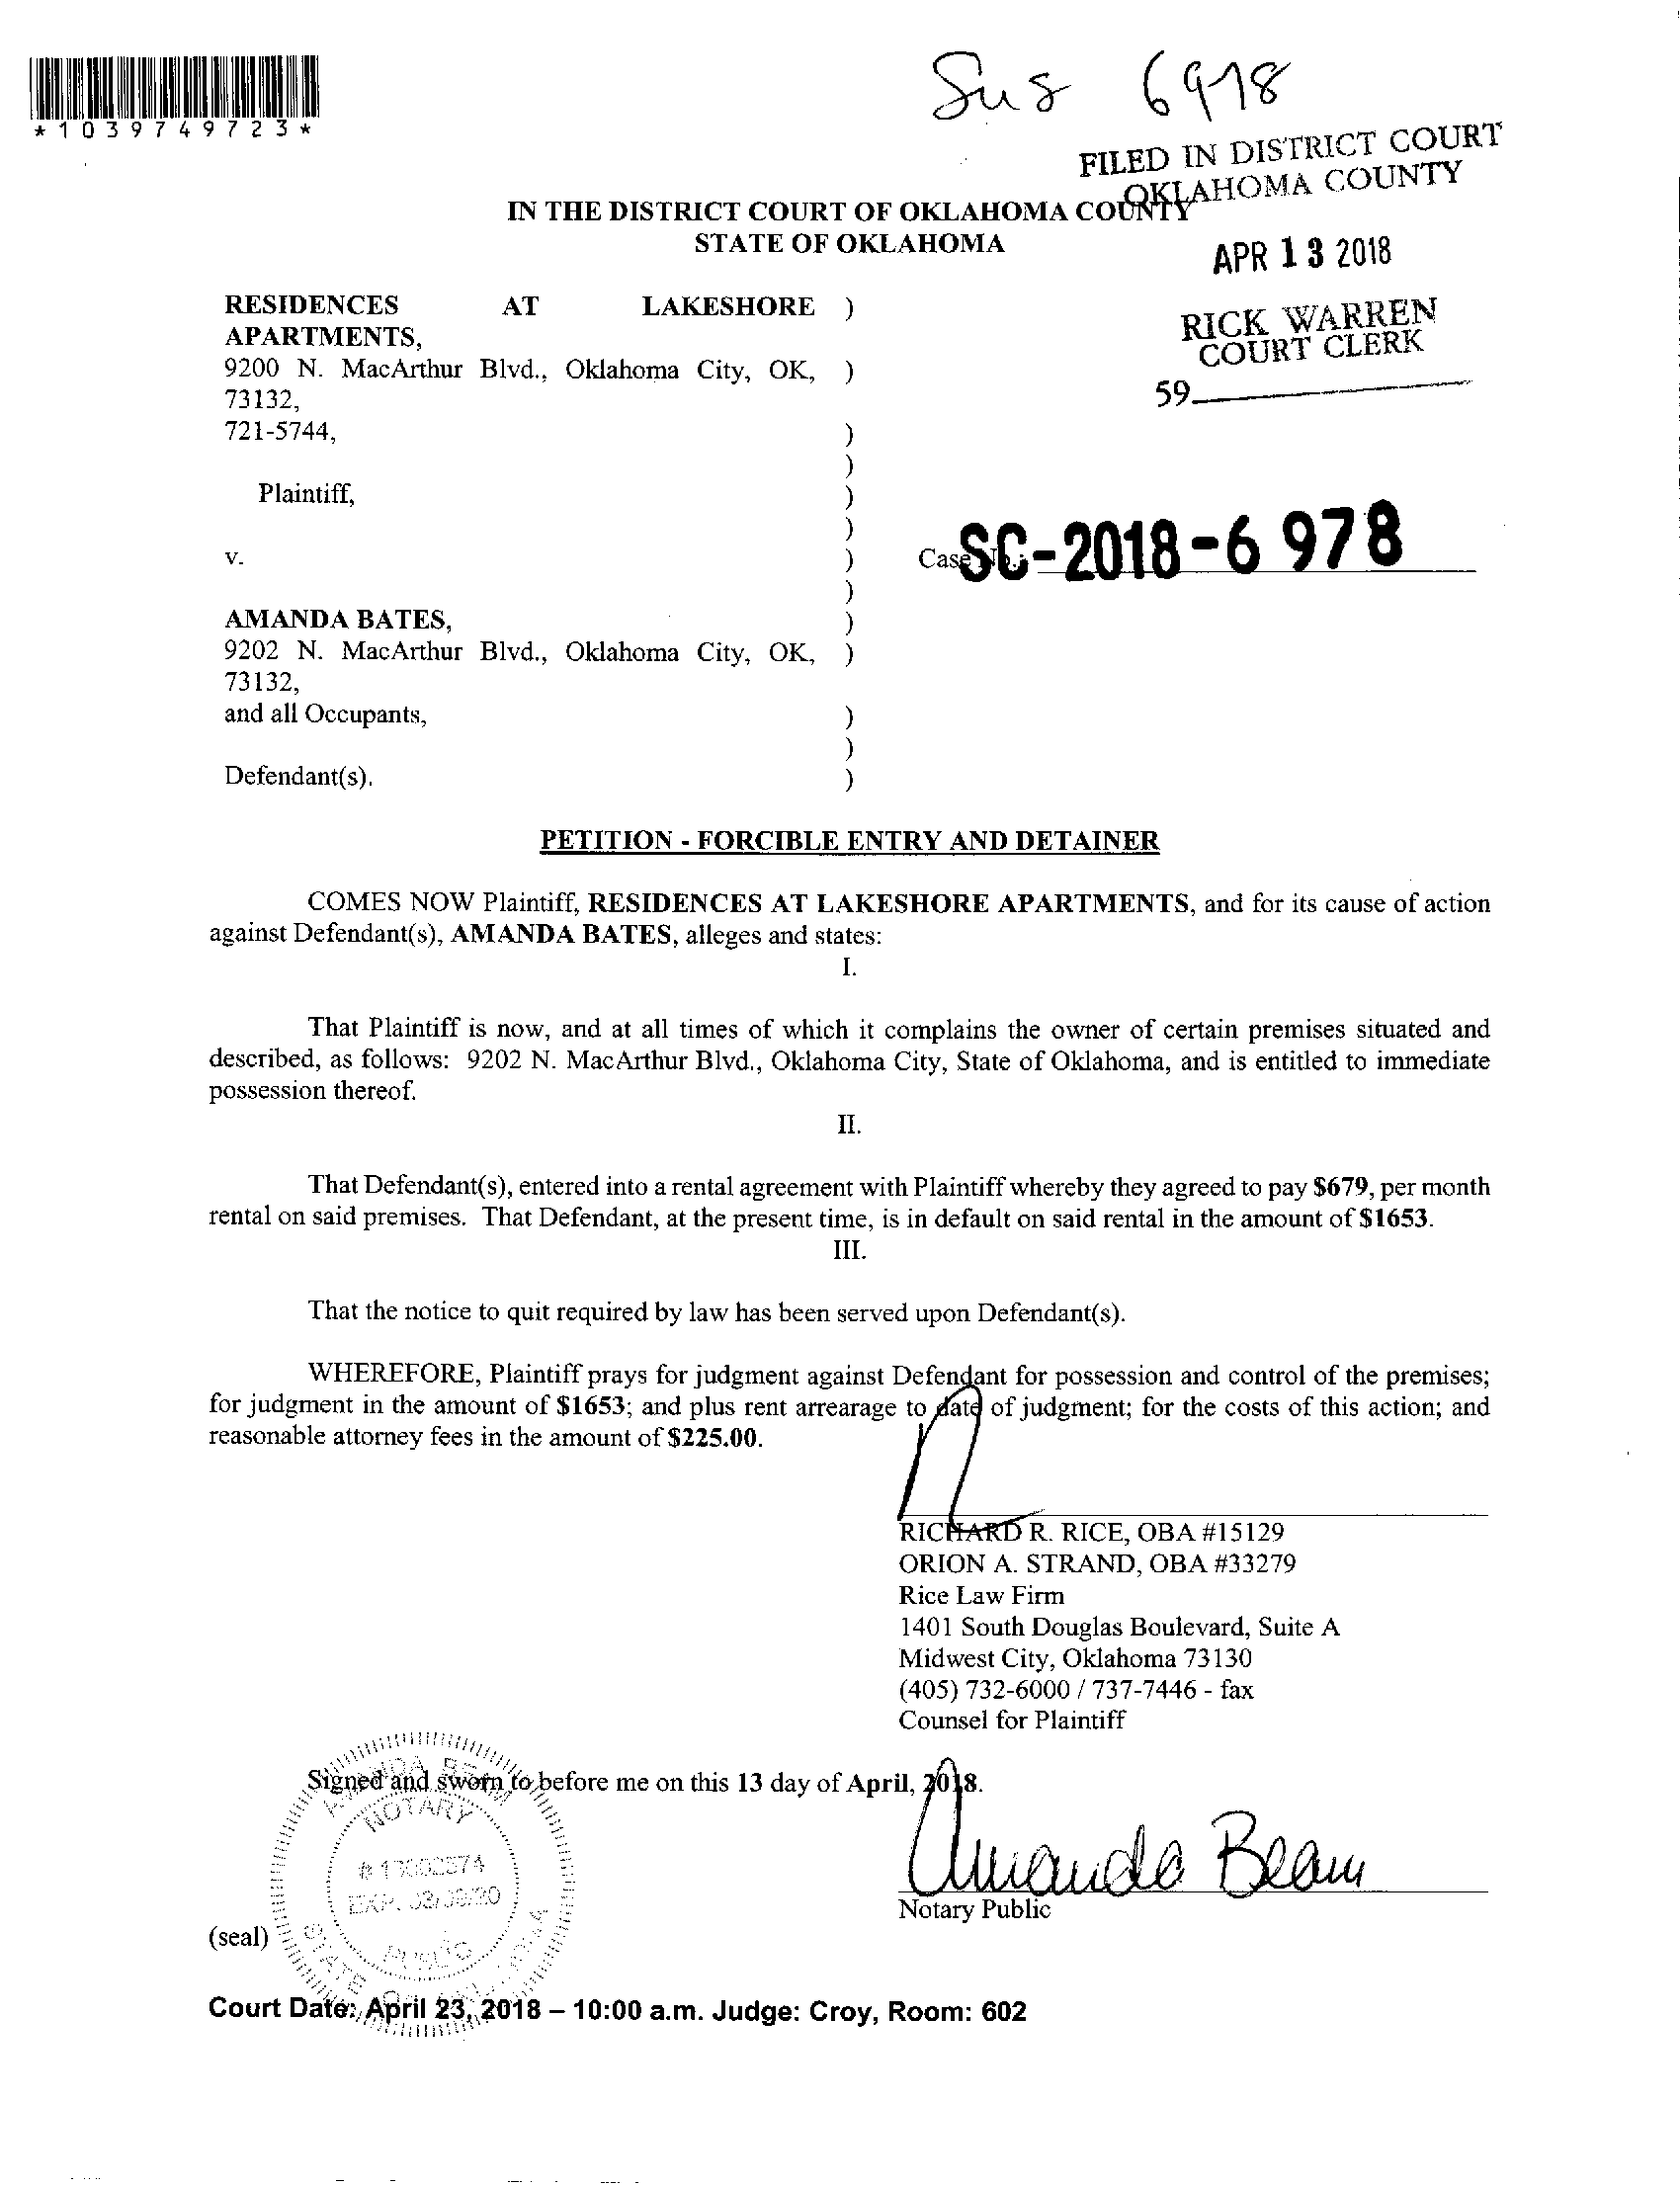 *1039749723*
6978
FILED IN DISTRICT COURT
OKLAHOMA COUNTY
IN THE DISTRICT COURT OF OKLAHOMA COUNTY
STATE OF OKLAHOMA
APR 13 2018
RICK WARREN
COURT CLERK
59
RESIDENCES AT LAKESHORE )
APARTMENTS,
9200 N. MacArthur Blvd., Oklahoma City, OK, )
73132,
721-5744, )
)
Plaintiff, )
)
v. ) Case No.: SC-2018-6978
)
AMANDA BATES, )
9202 N. MacArthur Blvd., Oklahoma City, OK, )
73132,
and all Occupants, )
)
Defendant(s). )
PETITION - FORCIBLE ENTRY AND DETAINER
COMES NOW Plaintiff, RESIDENCES AT LAKESHORE APARTMENTS, and for its cause of action
against Defendant(s), AMANDA BATES, alleges and states:
I.
That Plaintiff is now, and at all times of which it complains the owner of certain premises situated and
described, as follows: 9202 N. MacArthur Blvd., Oklahoma City, State of Oklahoma, and is entitled to immediate
possession thereof.
II.
That Defendant(s), entered into a rental agreement with Plaintiff whereby they agreed to pay $679, per month
rental on said premises. That Defendant, at the present time, is in default on said rental in the amount of $1653.
III.
That the notice to quit required by law has been served upon Defendant(s).
WHEREFORE, Plaintiff prays for judgment against Defendant for possession and control of the premises;
for judgment in the amount of $1653; and plus rent arrearage to date of judgment; for the costs of this action; and
reasonable attorney fees in the amount of $225.00.
RICHARD R. RICE, OBA #15129
ORION A. STRAND, OBA #33279
Rice Law Firm
1401 South Douglas Boulevard, Suite A
Midwest City, Oklahoma 73130
(405) 732-6000 / 737-7446 - fax
Counsel for Plaintiff
Signed and sworn to before me on this 13 day of April, 2018.
Amanda Beam
Notary Public
AMANDA BEAM
NOTARY
PUBLIC
STATE OF OKLAHOMA
(seal)
Court Date: April 23, 2018 – 10:00 a.m. Judge: Croy, Room: 602